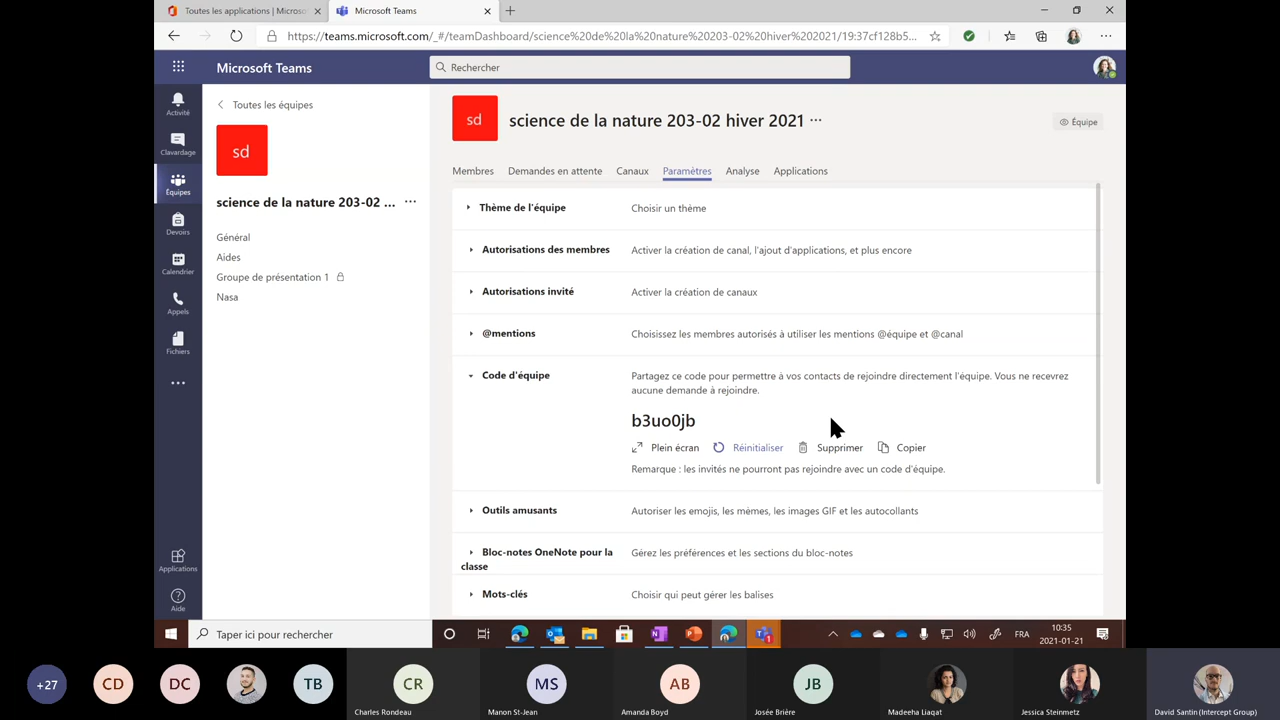 Toutes les applications | Microso
Microsoft Teams
https://teams.microsoft.com/_#/teamDashboard/science%20de%20la%20nature%20203-02%20hiver%202021/19:37cf128b5...
Microsoft Teams
Rechercher
Activité
Clavardage
Équipes
Devoirs
Calendrier
Appels
Fichiers
Applications
Aide
Toutes les équipes
sd
science de la nature 203-02 ...
Général
Aides
Groupe de présentation 1
Nasa
sd
science de la nature 203-02 hiver 2021 ...
Équipe
Membres Demandes en attente Canaux Paramètres Analyse Applications
Thème de l'équipe Choisir un thème
Autorisations des membres Activer la création de canal, l'ajout d'applications, et plus encore
Autorisations invité Activer la création de canaux
@mentions Choisissez les membres autorisés à utiliser les mentions @équipe et @canal
Code d'équipe Partagez ce code pour permettre à vos contacts de rejoindre directement l'équipe. Vous ne recevrez
aucune demande à rejoindre.
b3uo0jb
Plein écran Réinitialiser Supprimer Copier
Remarque : les invités ne pourront pas rejoindre avec un code d'équipe.
Outils amusants Autoriser les emojis, les mèmes, les images GIF et les autocollants
Bloc-notes OneNote pour la Gérez les préférences et les sections du bloc-notes
classe
Mots-clés Choisir qui peut gérer les balises
Taper ici pour rechercher
FRA
10:35
2021-01-21
+27 CD DC TB CR MS AB JB
Charles Rondeau Manon St-Jean Amanda Boyd Josée Brière Madeeha Liaqat Jessica Steinmetz David Santin (Intercept Group)